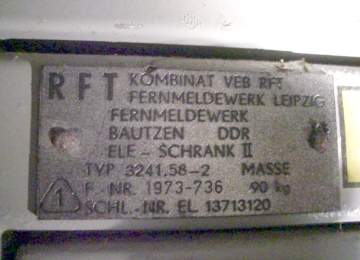 RFT KOMBINAT VEB RFT
FERNMELDEWERK LEIPZIG
FERNMELDEWERK
BAUTZEN DDR
ELE - SCHRANK II
TYP 3241.58-2 MASSE
F.-NR. 1973-736 90 kg
1 SCHL.-NR. EL 13713120